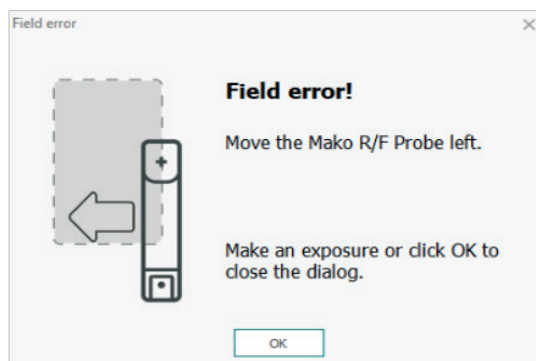 Field error
Field error!
Move the Mako R/F Probe left.
Make an exposure or click OK to
close the dialog.
OK